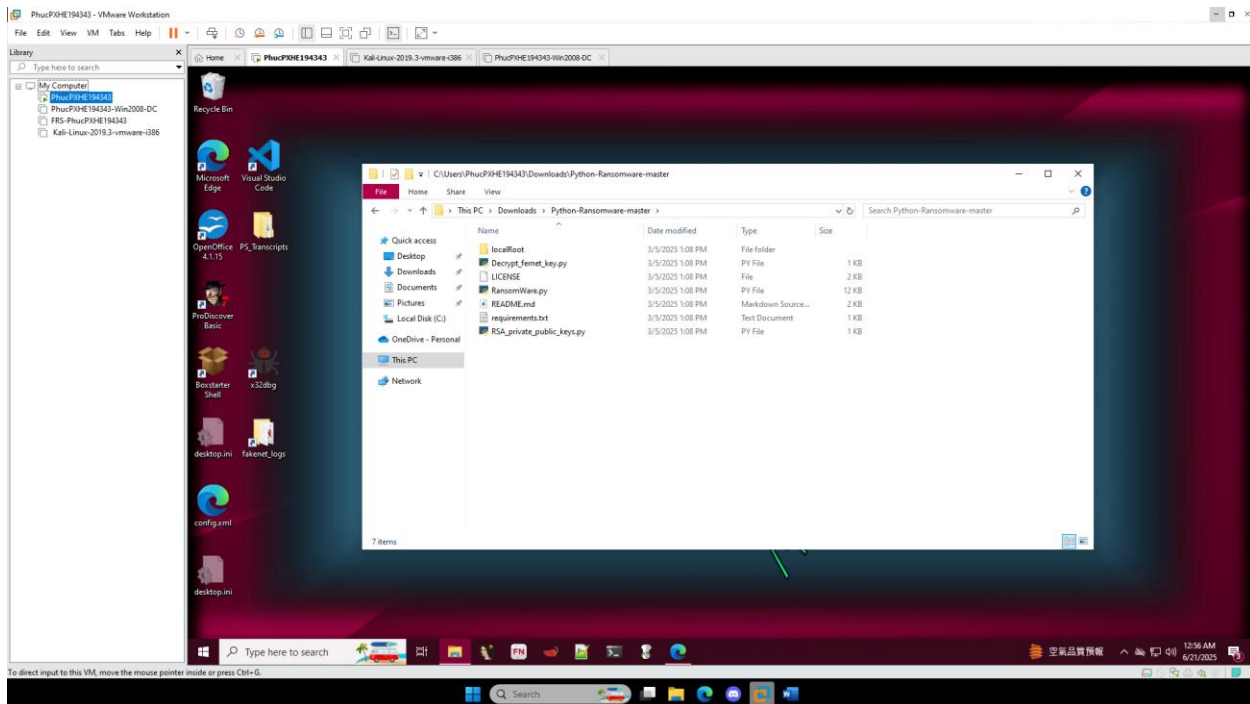 PhucPXHE194343 - VMware Workstation
File Edit View VM Tabs Help
Library
Type here to search
My Computer
PhucPXHE194343
PhucPXHE194343-Win2008-DC
FRS-PhucPXHE194343
Kali-Linux-2019.3-vmware-i386
Home
PhucPXHE194343
Kali-Linux-2019.3-vmware-i386
PhucPXHE194343-Win2008-DC
Recycle Bin
Microsoft Edge
Visual Studio Code
OpenOffice 4.1.15
PS_Transcripts
ProDiscover Basic
Boxstarter Shell
x32dbg
desktop.ini
fakenet_logs
config.xml
desktop.ini
C:\Users\PhucPXHE194343\Downloads\Python-Ransomware-master
File Home Share View
This PC > Downloads > Python-Ransomware-master >
Search Python-Ransomware-master
Quick access
Desktop
Downloads
Documents
Pictures
Local Disk (C:)
OneDrive - Personal
This PC
Network
Name Date modified Type Size
localRoot 3/5/2025 1:08 PM File folder
Decrypt_fernet_key.py 3/5/2025 1:08 PM PY File 1 KB
LICENSE 3/5/2025 1:08 PM File 2 KB
RansomWare.py 3/5/2025 1:08 PM PY File 12 KB
README.md 3/5/2025 1:08 PM Markdown Source... 2 KB
requirements.txt 3/5/2025 1:08 PM Text Document 1 KB
RSA_private_public_keys.py 3/5/2025 1:08 PM PY File 1 KB
7 items
Type here to search
FN
空氣品質預報
12:56 AM
6/21/2025
To direct input to this VM, move the mouse pointer inside or press Ctrl+G.
Search